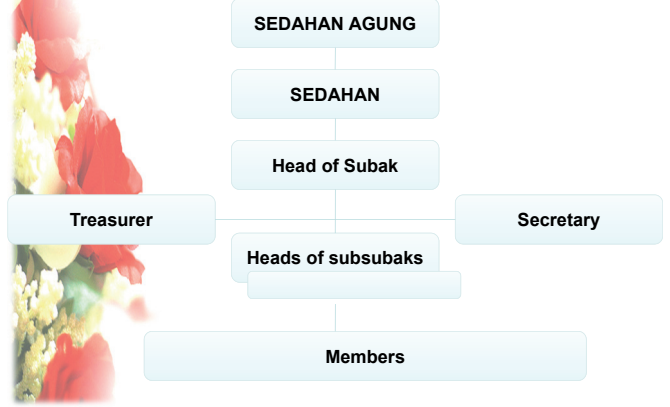 SEDAHAN AGUNG
SEDAHAN
Head of Subak
Treasurer
Secretary
Heads of subsubaks
Members